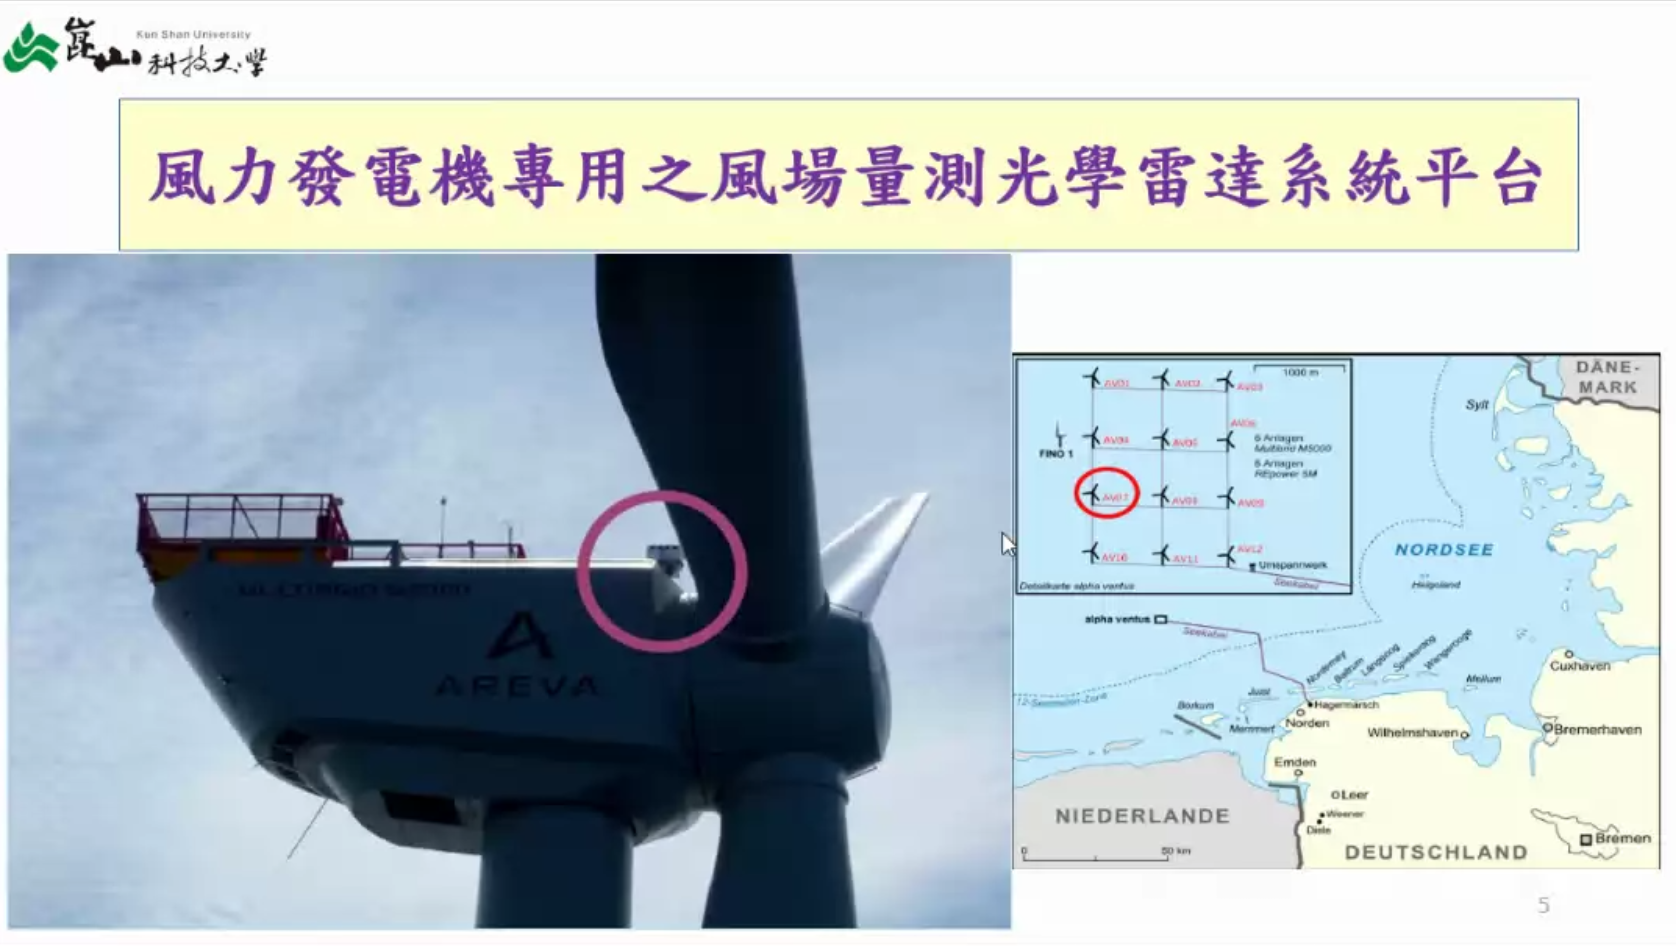 Kun Shan University
崑山科技大學
風力發電機專用之風場量測光學雷達系統平台
MULTIBRID M5000
AREVA
1000 m
AV01
AV02
AV03
AV04
AV05
AV06
FINO 1
6 Anlagen
Multibrid M5000
6 Anlagen
REpower 5M
AV07
AV08
AV09
AV10
AV11
AV12
Umspannwerk
Seekabel
Detailkarte alpha ventus
DÄNE-
MARK
Sylt
NORDSEE
Helgoland
alpha ventus
Seekabel
12-Seemeilen-Zone
Borkum
Memmert
Juist
Norderney
Baltrum
Langeoog
Spiekeroog
Wangerooge
Mellum
Cuxhaven
Hagermarsch
Norden
Wilhelmshaven
Bremerhaven
Emden
Leer
Weener
Diele
Bremen
NIEDERLANDE
DEUTSCHLAND
0
50 km
5